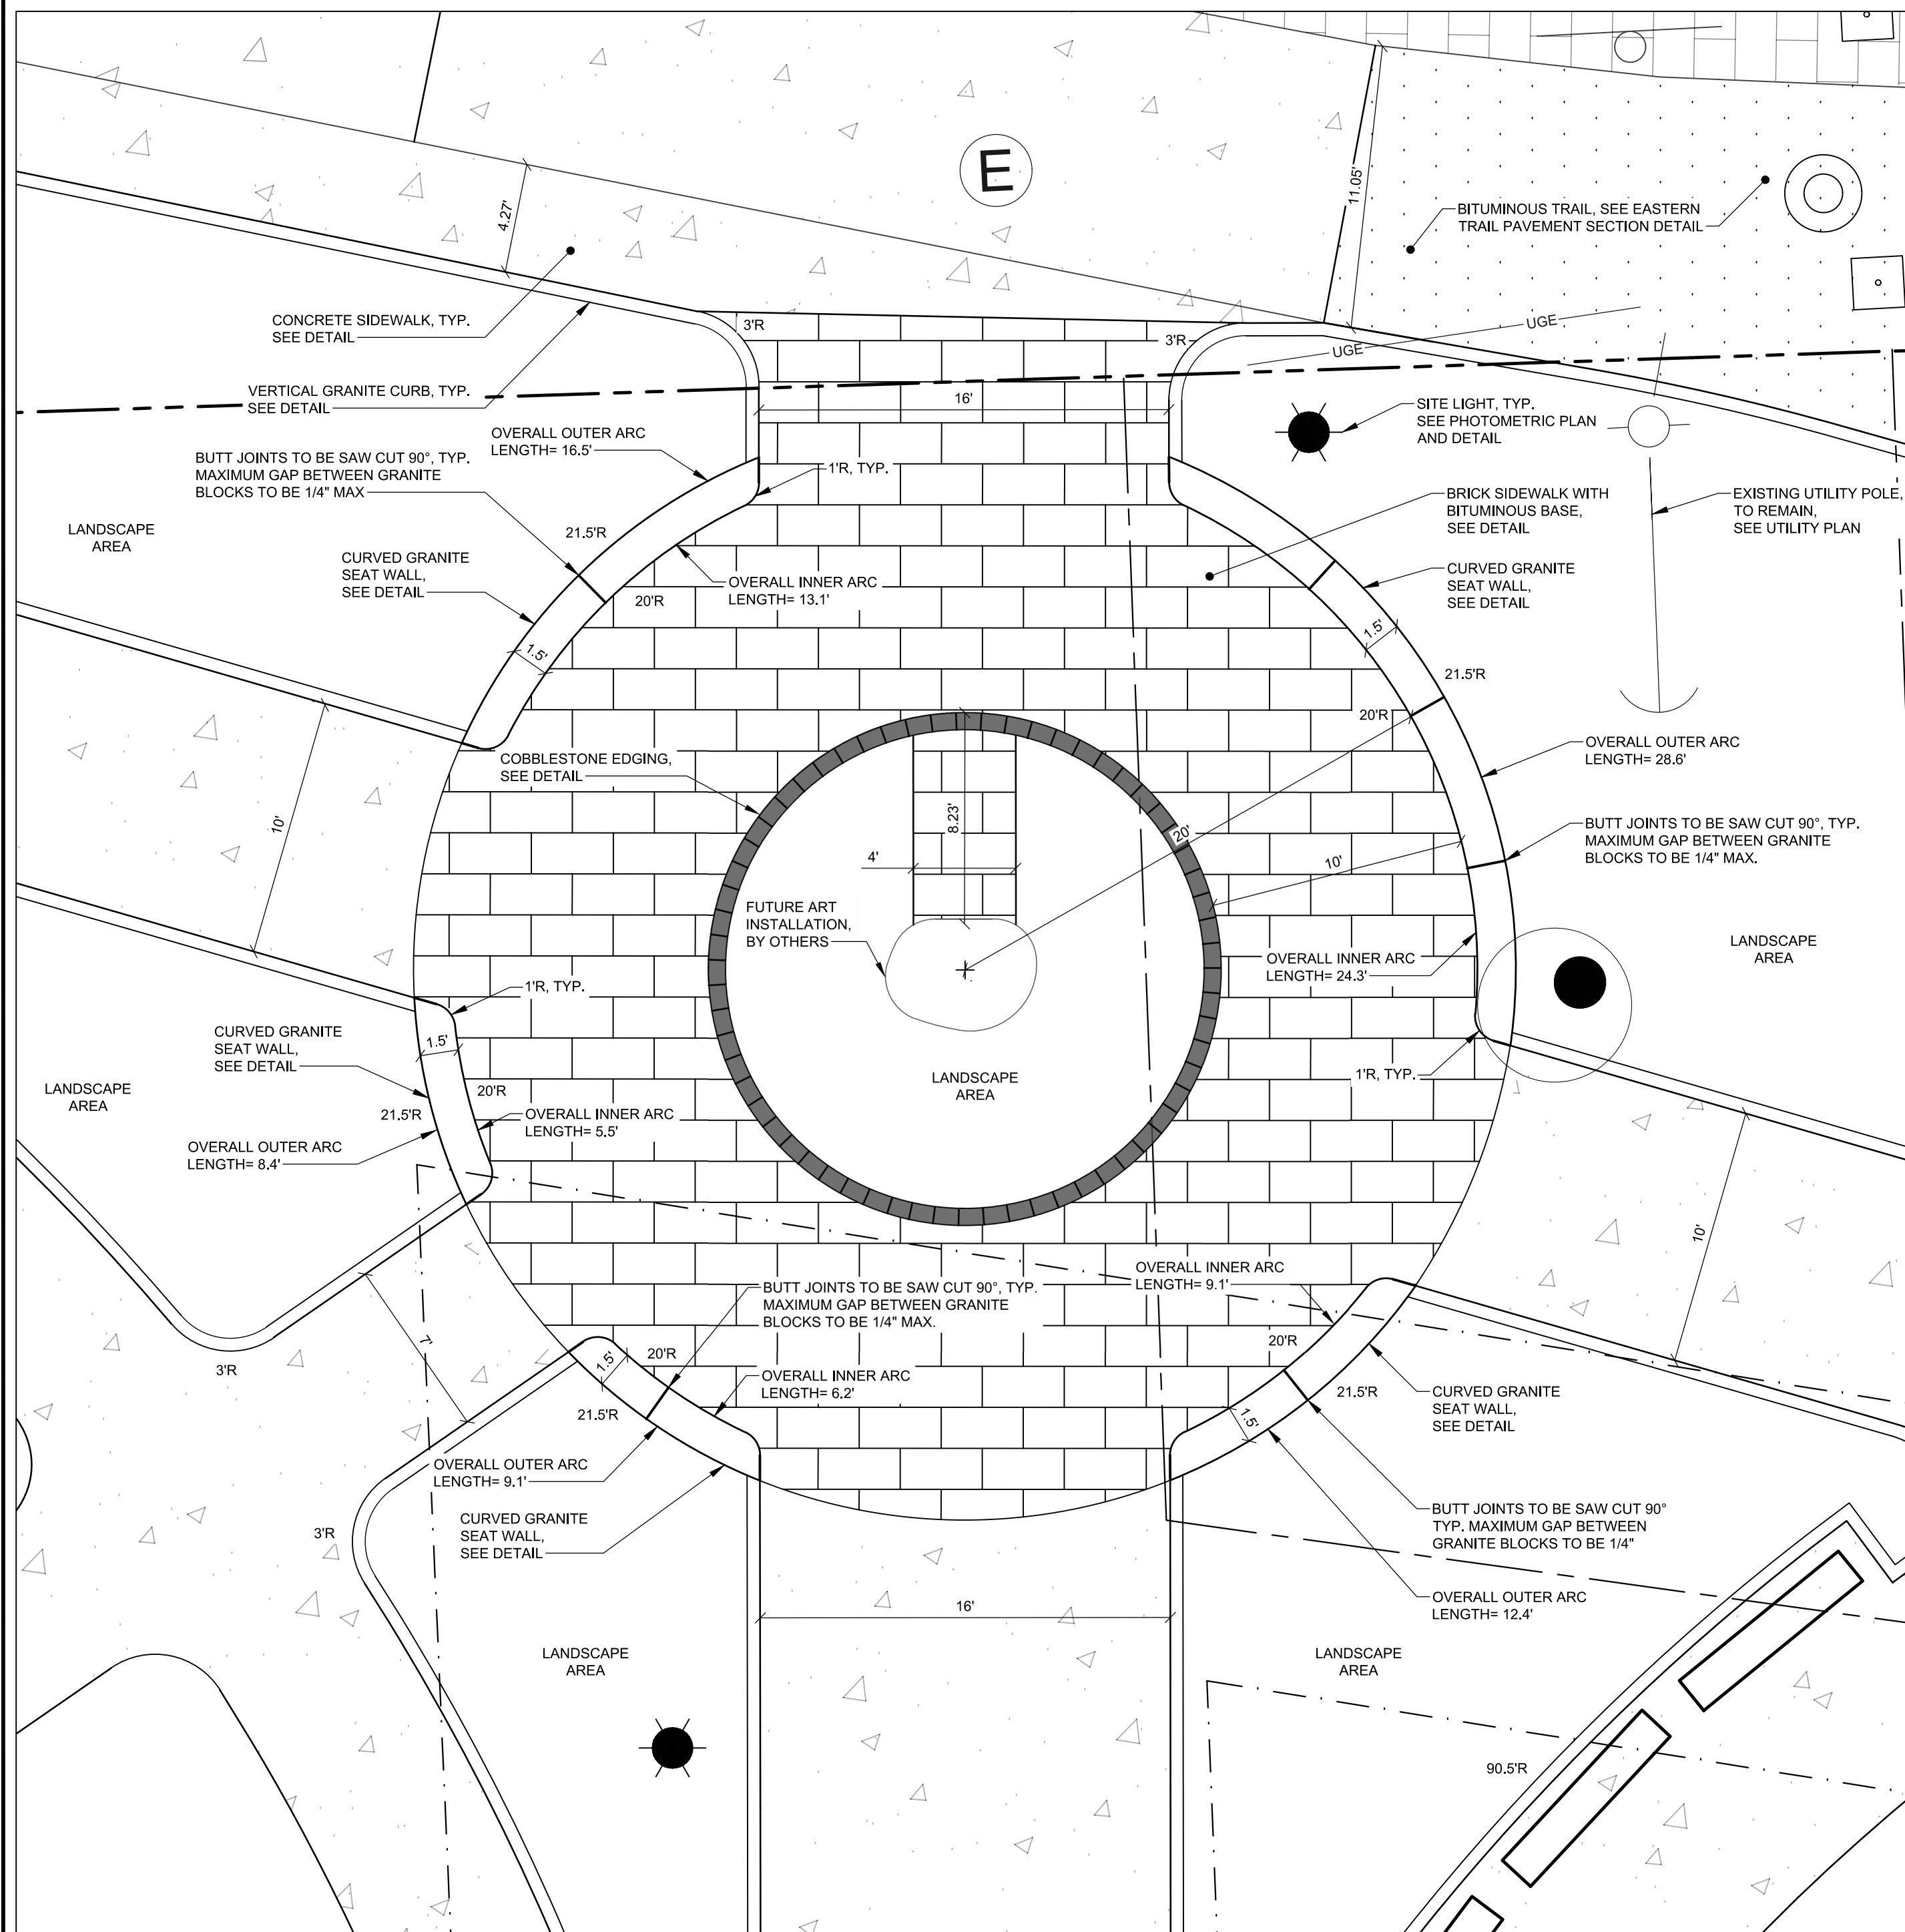 E
4.27'
11.05'
BITUMINOUS TRAIL, SEE EASTERN
TRAIL PAVEMENT SECTION DETAIL
CONCRETE SIDEWALK, TYP.
SEE DETAIL
3'R
3'R
UGE
UGE
VERTICAL GRANITE CURB, TYP.
SEE DETAIL
16'
SITE LIGHT, TYP.
SEE PHOTOMETRIC PLAN
AND DETAIL
OVERALL OUTER ARC
LENGTH= 16.5'
BUTT JOINTS TO BE SAW CUT 90°, TYP.
MAXIMUM GAP BETWEEN GRANITE
BLOCKS TO BE 1/4" MAX
1'R, TYP.
BRICK SIDEWALK WITH
BITUMINOUS BASE,
SEE DETAIL
EXISTING UTILITY POLE,
TO REMAIN,
SEE UTILITY PLAN
LANDSCAPE
AREA
21.5'R
CURVED GRANITE
SEAT WALL,
SEE DETAIL
OVERALL INNER ARC
LENGTH= 13.1'
20'R
CURVED GRANITE
SEAT WALL,
SEE DETAIL
1.5'
1.5'
21.5'R
20'R
COBBLESTONE EDGING,
SEE DETAIL
OVERALL OUTER ARC
LENGTH= 28.6'
10'
8.23'
20'
BUTT JOINTS TO BE SAW CUT 90°, TYP.
MAXIMUM GAP BETWEEN GRANITE
BLOCKS TO BE 1/4" MAX.
4'
10'
FUTURE ART
INSTALLATION,
BY OTHERS
OVERALL INNER ARC
LENGTH= 24.3'
LANDSCAPE
AREA
1'R, TYP.
CURVED GRANITE
SEAT WALL,
SEE DETAIL
1.5'
LANDSCAPE
AREA
20'R
LANDSCAPE
AREA
1'R, TYP.
21.5'R
OVERALL INNER ARC
LENGTH= 5.5'
OVERALL OUTER ARC
LENGTH= 8.4'
10'
OVERALL INNER ARC
LENGTH= 9.1'
BUTT JOINTS TO BE SAW CUT 90°, TYP.
MAXIMUM GAP BETWEEN GRANITE
BLOCKS TO BE 1/4" MAX.
7'
3'R
1.5'
20'R
20'R
OVERALL INNER ARC
LENGTH= 6.2'
21.5'R
21.5'R
CURVED GRANITE
SEAT WALL,
SEE DETAIL
1.5'
OVERALL OUTER ARC
LENGTH= 9.1'
CURVED GRANITE
SEAT WALL,
SEE DETAIL
3'R
BUTT JOINTS TO BE SAW CUT 90°
TYP. MAXIMUM GAP BETWEEN
GRANITE BLOCKS TO BE 1/4"
OVERALL OUTER ARC
LENGTH= 12.4'
16'
LANDSCAPE
AREA
LANDSCAPE
AREA
90.5'R